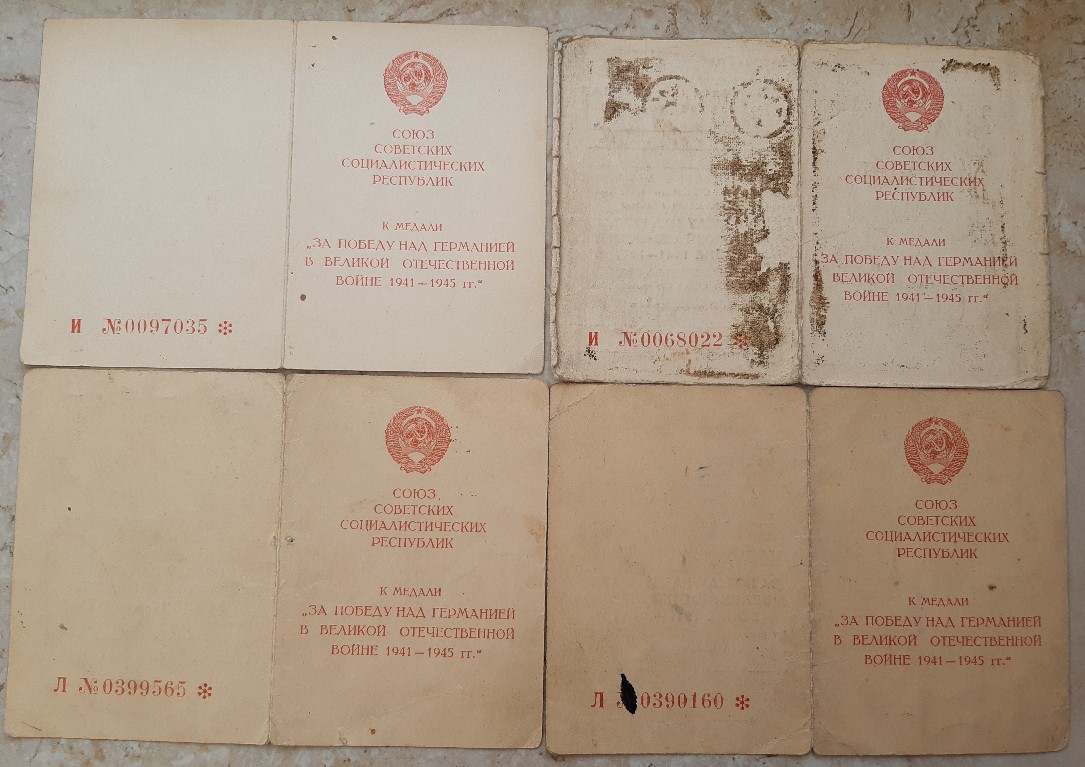 СОЮЗ
СОВЕТСКИХ
СОЦИАЛИСТИЧЕСКИХ
РЕСПУБЛИК
К МЕДАЛИ
„ЗА ПОБЕДУ НАД ГЕРМАНИЕЙ
В ВЕЛИКОЙ ОТЕЧЕСТВЕННОЙ
ВОЙНЕ 1941—1945 гг.“
И №0097035 *
СОЮЗ
СОВЕТСКИХ
СОЦИАЛИСТИЧЕСКИХ
РЕСПУБЛИК
К МЕДАЛИ
ЗА ПОБЕДУ НАД ГЕРМАНИЕЙ
ВЕЛИКОЙ ОТЕЧЕСТВЕННОЙ
ВОЙНЕ 1941—1945 гг.“
И №0068022 *
СОЮЗ
СОВЕТСКИХ
СОЦИАЛИСТИЧЕСКИХ
РЕСПУБЛИК
К МЕДАЛИ
„ЗА ПОБЕДУ НАД ГЕРМАНИЕЙ
В ВЕЛИКОЙ ОТЕЧЕСТВЕННОЙ
ВОЙНЕ 1941—1945 гг.“
Л №0399565 *
СОЮЗ
СОВЕТСКИХ
СОЦИАЛИСТИЧЕСКИХ
РЕСПУБЛИК
К МЕДАЛИ
„ЗА ПОБЕДУ НАД ГЕРМАНИЕЙ
В ВЕЛИКОЙ ОТЕЧЕСТВЕННОЙ
ВОЙНЕ 1941—1945 гг.“
Л №0390160 *